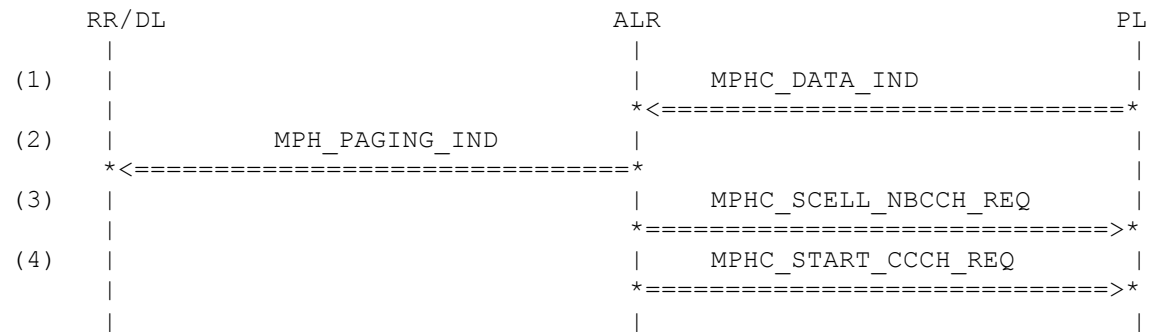 RR/DL ALR PL
| | |
(1) | | MPHC_DATA_IND |
| *<==============================*
(2) | MPH_PAGING_IND | |
*<===============================* |
(3) | | MPHC_SCELL_NBCCH_REQ |
| *=============================>*
(4) | | MPHC_START_CCCH_REQ |
| *=============================>*
| | |